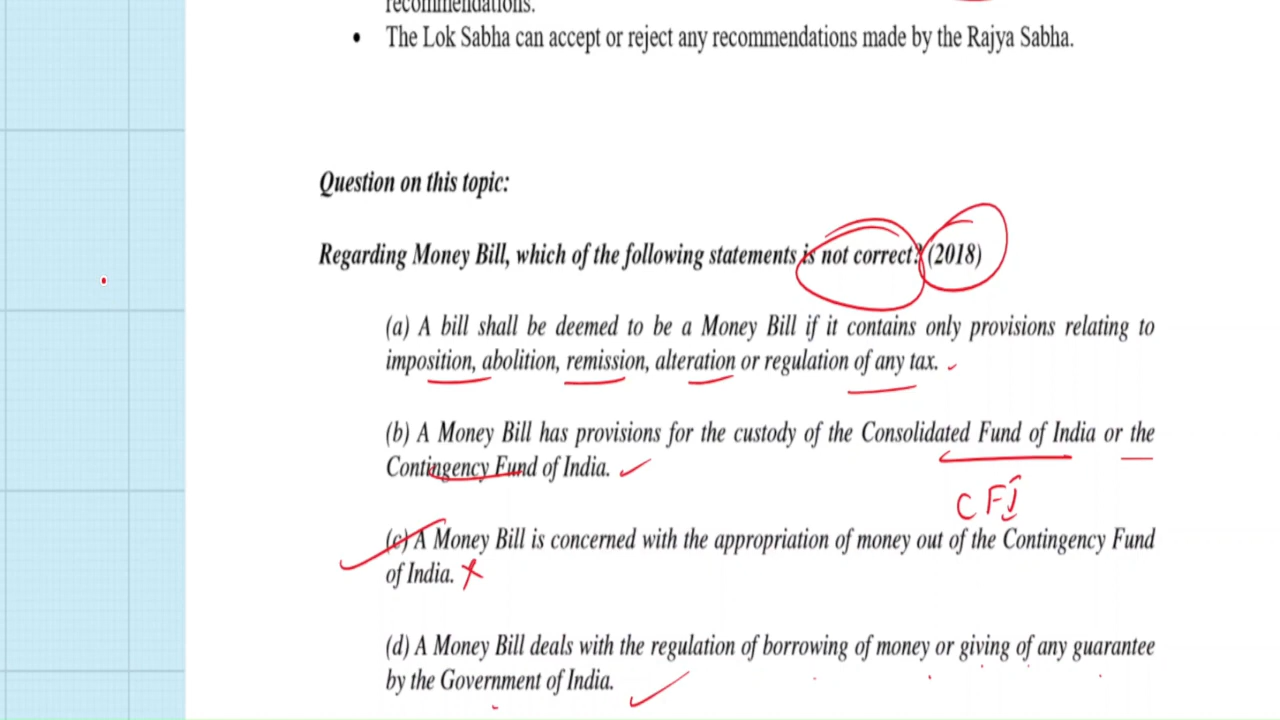 recommendations.
• The Lok Sabha can accept or reject any recommendations made by the Rajya Sabha.
Question on this topic:
Regarding Money Bill, which of the following statements is not correct? (2018)
(a) A bill shall be deemed to be a Money Bill if it contains only provisions relating to
imposition, abolition, remission, alteration or regulation of any tax.
(b) A Money Bill has provisions for the custody of the Consolidated Fund of India or the
Contingency Fund of India.
CFI
(c) A Money Bill is concerned with the appropriation of money out of the Contingency Fund
of India.
(d) A Money Bill deals with the regulation of borrowing of money or giving of any guarantee
by the Government of India.